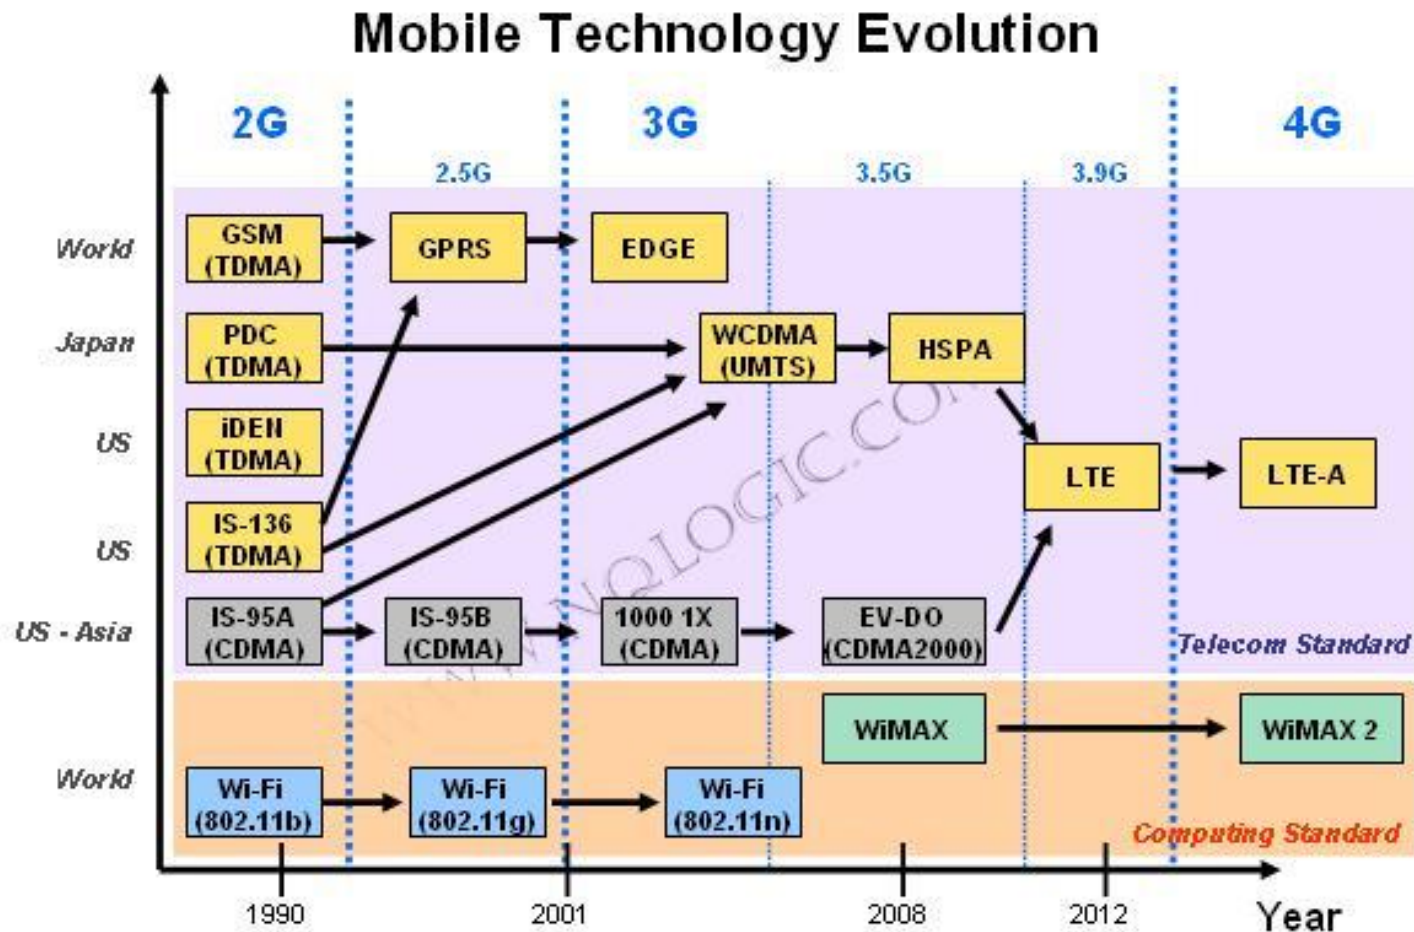 Mobile Technology Evolution
2G
3G
4G
2.5G
3.5G
3.9G
World
GSM
(TDMA)
GPRS
EDGE
Japan
PDC
(TDMA)
WCDMA
(UMTS)
HSPA
US
iDEN
(TDMA)
LTE
LTE-A
US
IS-136
(TDMA)
US - Asia
IS-95A
(CDMA)
IS-95B
(CDMA)
1000 1X
(CDMA)
EV-DO
(CDMA2000)
Telecom Standard
WiMAX
WiMAX 2
World
Wi-Fi
(802.11b)
Wi-Fi
(802.11g)
Wi-Fi
(802.11n)
Computing Standard
1990
2001
2008
2012
Year
WWW.NQLOGIC.COM